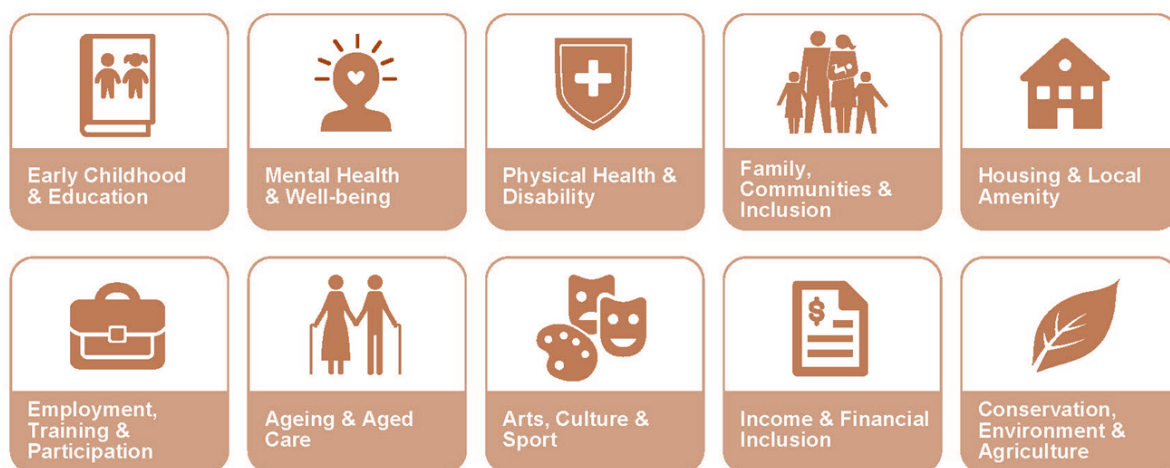 Early Childhood
& Education
Mental Health
& Well-being
Physical Health &
Disability
Family,
Communities &
Inclusion
Housing & Local
Amenity
Employment,
Training &
Participation
Ageing & Aged
Care
Arts, Culture &
Sport
$
Income & Financial
Inclusion
Conservation,
Environment &
Agriculture